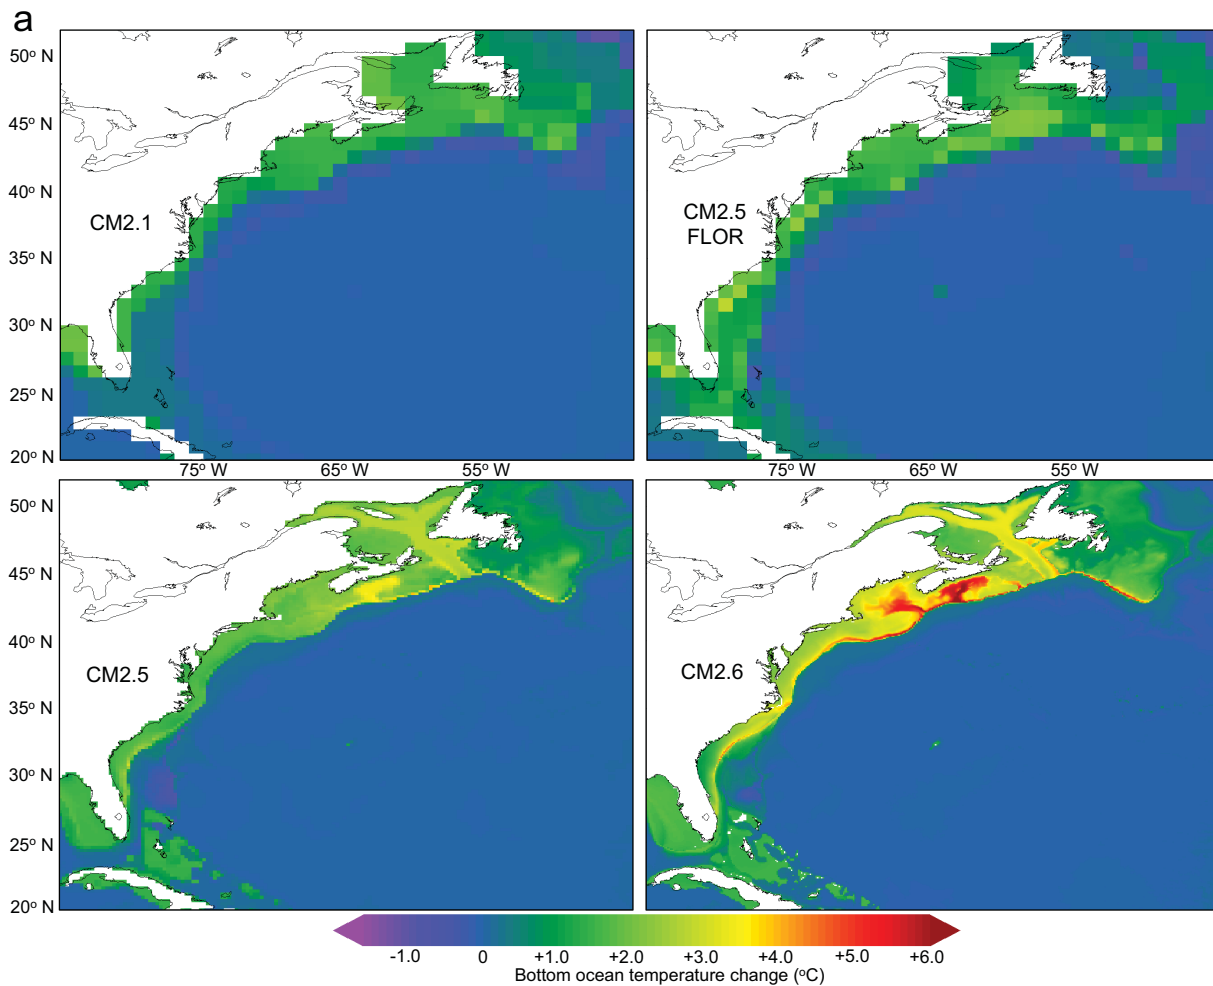 a
50° N
45° N
40° N
35° N
30° N
25° N
20° N
CM2.1
CM2.5
FLOR
75° W
65° W
55° W
75° W
65° W
55° W
50° N
45° N
40° N
35° N
30° N
25° N
20° N
CM2.5
CM2.6
-1.0
0
+1.0
+2.0
+3.0
+4.0
+5.0
+6.0
Bottom ocean temperature change (°C)